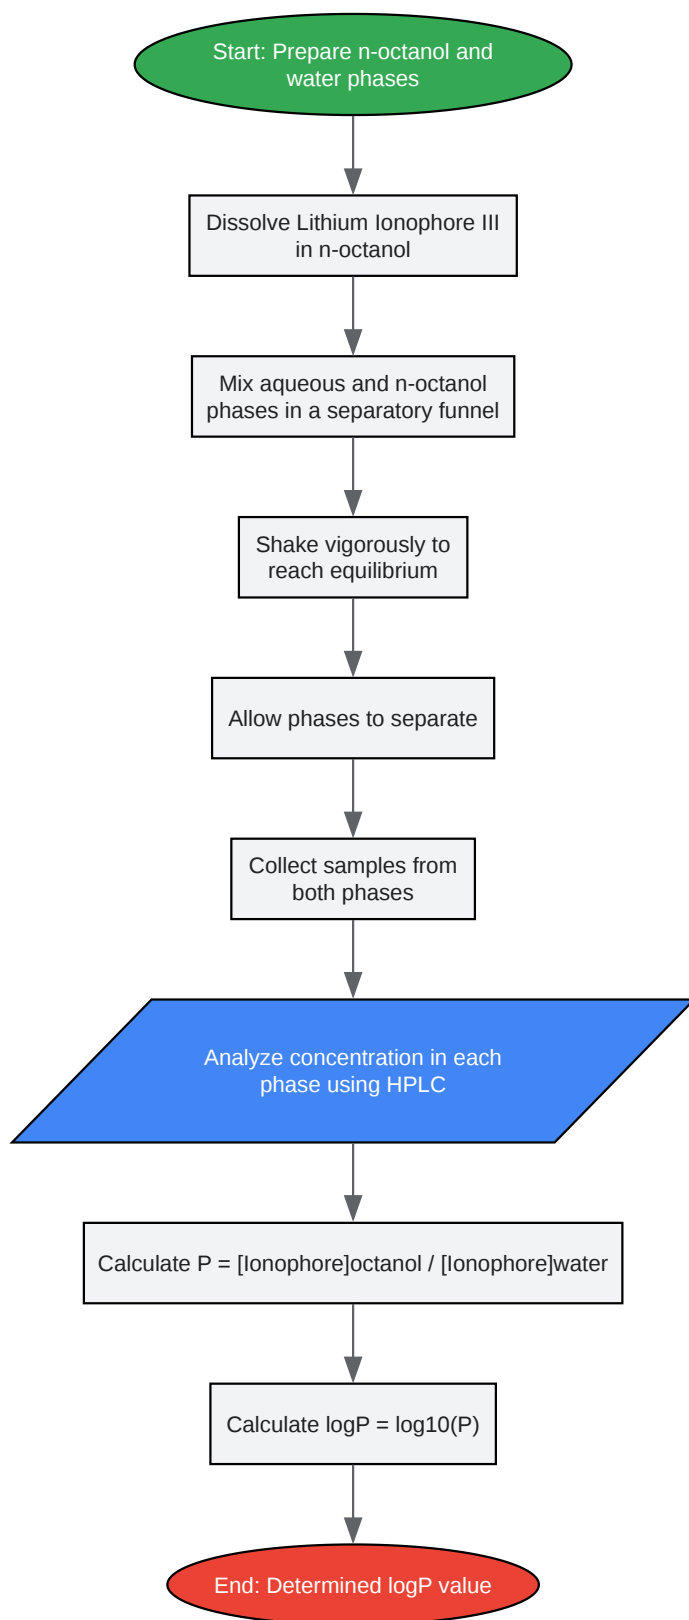 Start: Prepare n-octanol and
water phases
Dissolve Lithium Ionophore III
in n-octanol
Mix aqueous and n-octanol
phases in a separatory funnel
Shake vigorously to
reach equilibrium
Allow phases to separate
Collect samples from
both phases
Analyze concentration in each
phase using HPLC
Calculate P = [Ionophore]octanol / [Ionophore]water
Calculate logP = log10(P)
End: Determined logP value